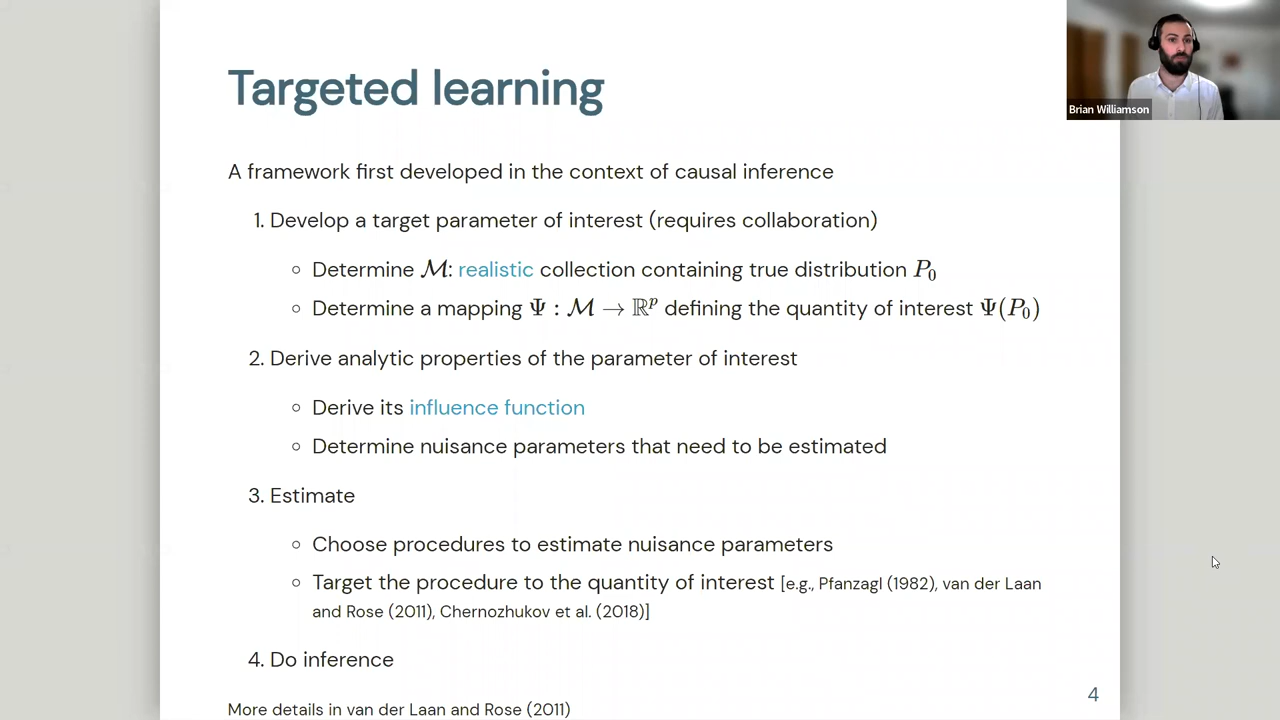 Targeted learning
Brian Williamson
A framework first developed in the context of causal inference
1. Develop a target parameter of interest (requires collaboration)
◦ Determine ℳ: realistic collection containing true distribution P₀
◦ Determine a mapping Ψ : ℳ → ℝᵖ defining the quantity of interest Ψ(P₀)
2. Derive analytic properties of the parameter of interest
◦ Derive its influence function
◦ Determine nuisance parameters that need to be estimated
3. Estimate
◦ Choose procedures to estimate nuisance parameters
◦ Target the procedure to the quantity of interest [e.g., Pfanzagl (1982), van der Laan
and Rose (2011), Chernozhukov et al. (2018)]
4. Do inference
4
More details in van der Laan and Rose (2011)